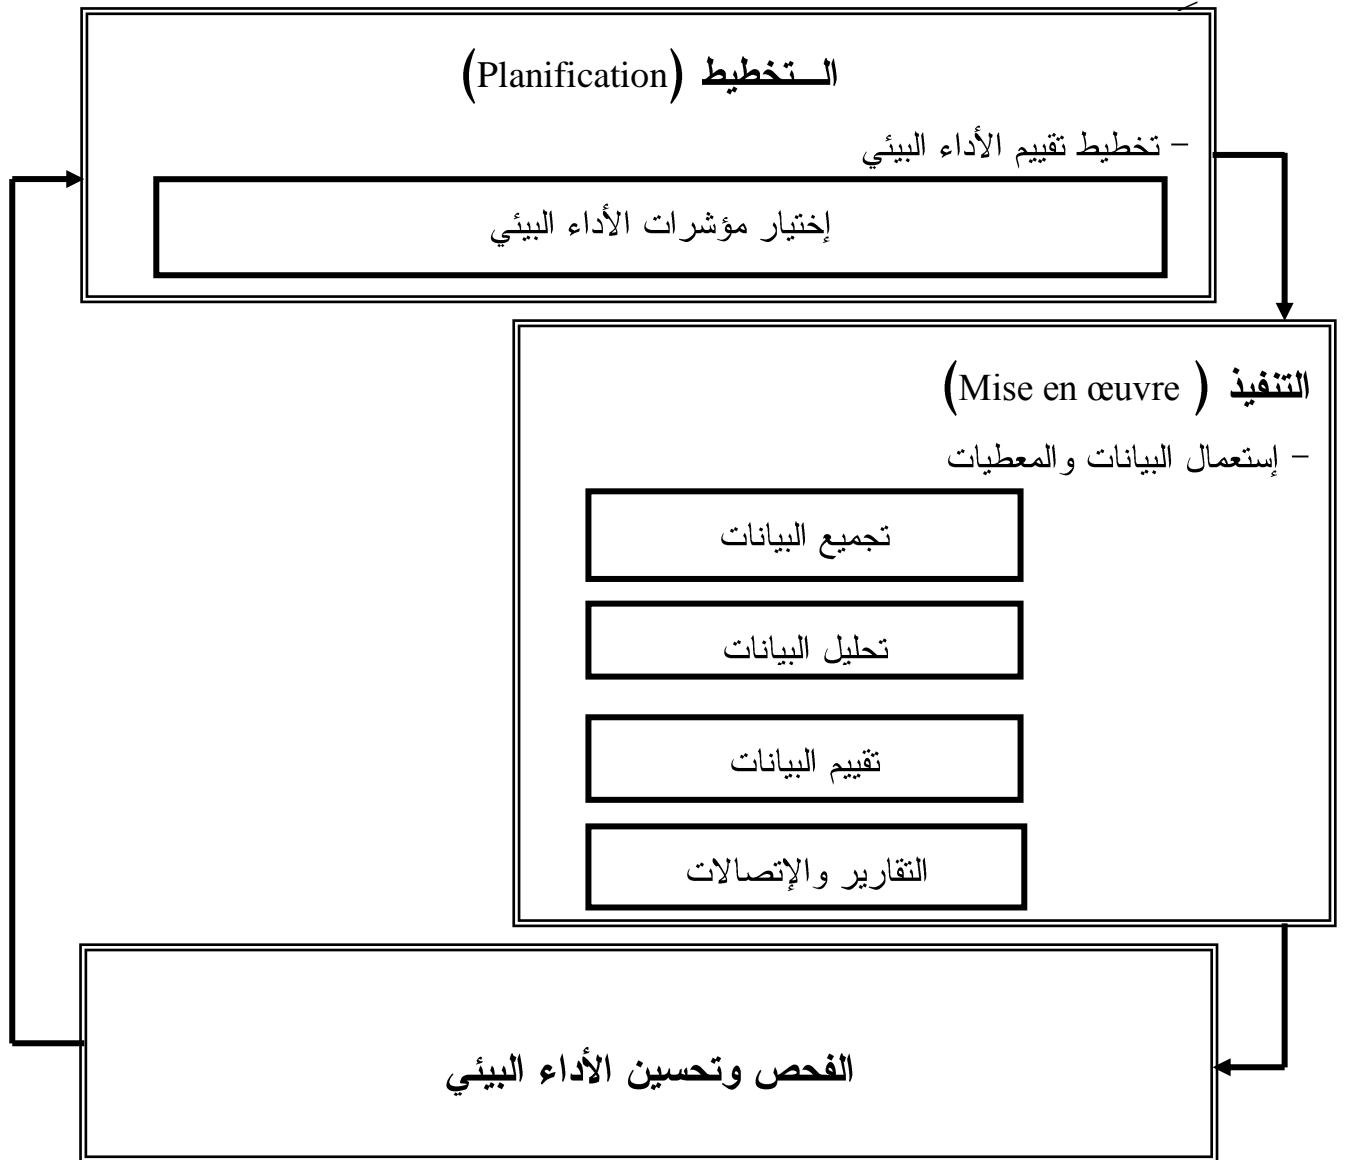 الـــتخطيط (Planification)
- تخطيط تقييم الأداء البيئي
إختيار مؤشرات الأداء البيئي
التنفيذ ( Mise en œuvre)
- إستعمال البيانات والمعطيات
تجميع البيانات
تحليل البيانات
تقييم البيانات
التقارير والإتصالات
الفحص وتحسين الأداء البيئي